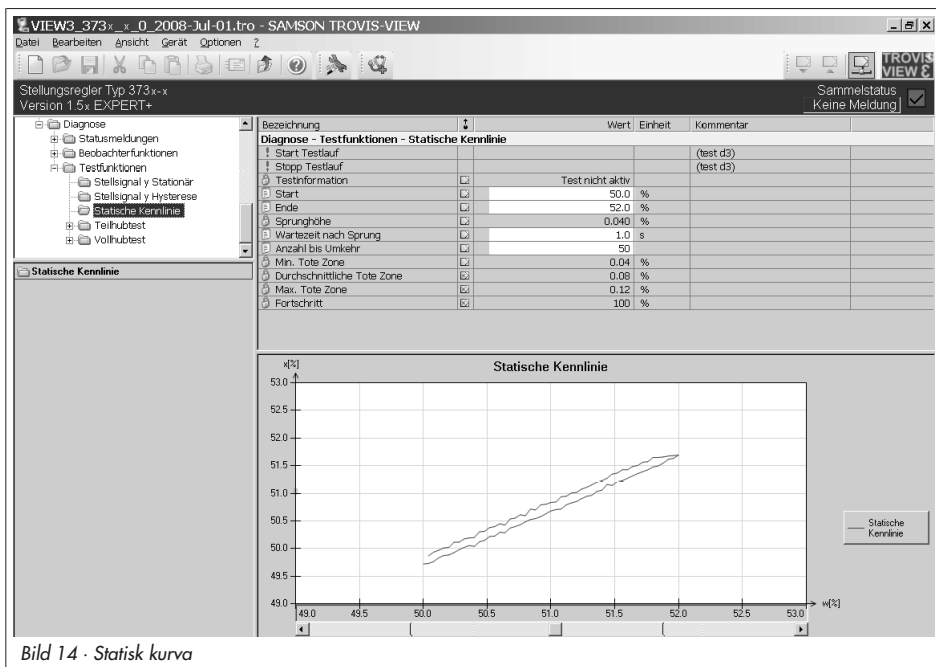 VIEW3_373x_x_0_2008-Jul-01.tro - SAMSON TROVIS-VIEW
Datei Bearbeiten Ansicht Gerät Optionen ?
TROVIS
VIEW 3
Stellungsregler Typ 373x-x
Version 1.5x EXPERT+
Sammelstatus
Keine Meldung
Diagnose
Statusmeldungen
Beobachterfunktionen
Testfunktionen
Stellsignal y Stationär
Stellsignal y Hysterese
Statische Kennlinie
Teilhubtest
Vollhubtest
Statische Kennlinie
Bezeichnung Wert Einheit Kommentar
Diagnose - Testfunktionen - Statische Kennlinie
Start Testlauf (test d3)
Stopp Testlauf (test d3)
Testinformation Test nicht aktiv
Start 50.0 %
Ende 52.0 %
Sprunghöhe 0.040 %
Wartezeit nach Sprung 1.0 s
Anzahl bis Umkehr 50
Min. Tote Zone 0.04 %
Durchschnittliche Tote Zone 0.08 %
Max. Tote Zone 0.12 %
Fortschritt 100 %
Statische Kennlinie
x[%]
53.0
52.5
52.0
51.5
51.0
50.5
50.0
49.5
49.0
49.0 49.5 50.0 50.5 51.0 51.5 52.0 52.5 53.0
w[%]
Statische
Kennlinie
Bild 14 · Statisk kurva